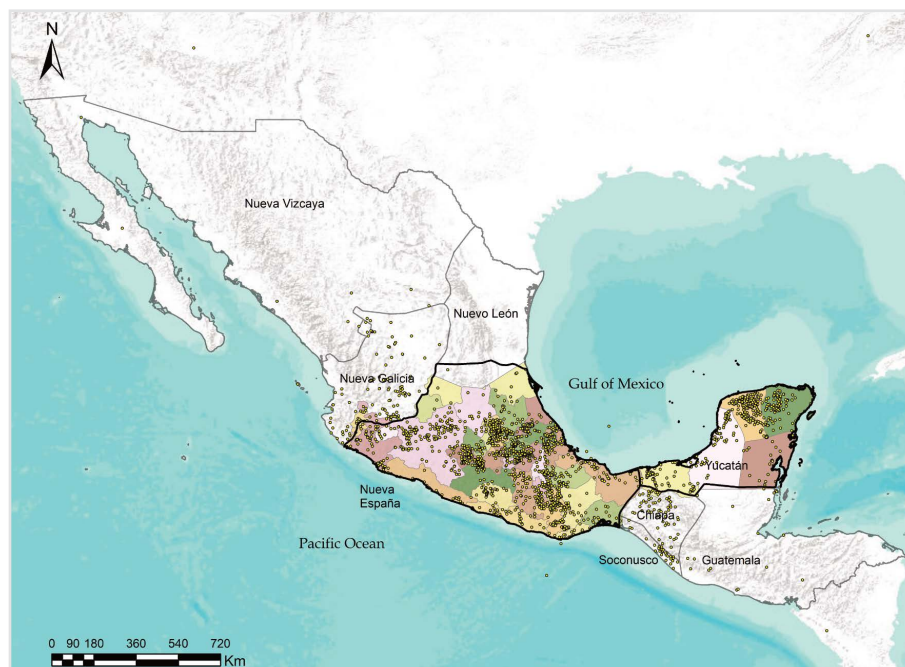 N
Nueva Vizcaya
Nuevo León
Nueva Galicia
Gulf of Mexico
Yucatán
Nueva
España
Chiapa
Pacific Ocean
Soconusco
Guatemala
0 90 180 360 540 720
Km